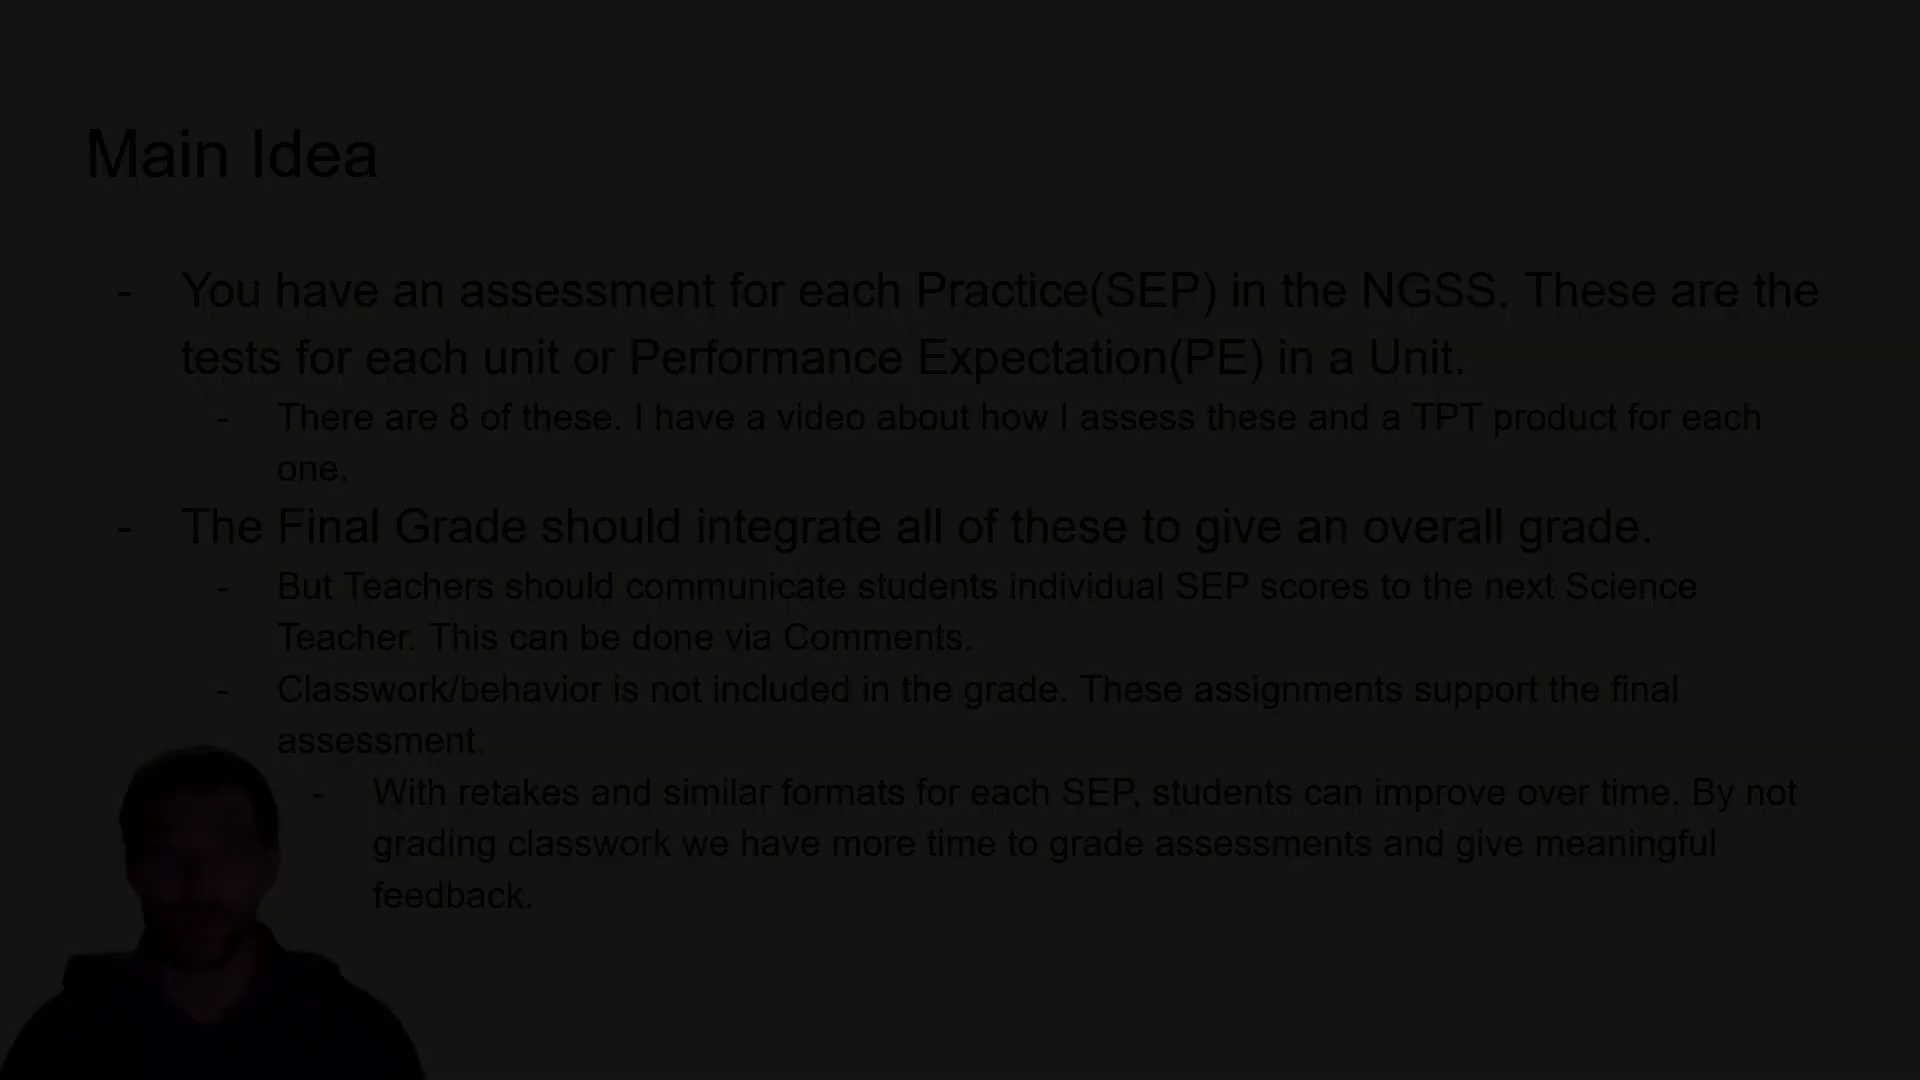 Main Idea
- You have an assessment for each Practice(SEP) in the NGSS. These are the
tests for each unit or Performance Expectation(PE) in a Unit.
- There are 8 of these. I have a video about how I assess these and a TPT product for each
one.
- The Final Grade should integrate all of these to give an overall grade.
- But Teachers should communicate students individual SEP scores to the next Science
Teacher. This can be done via Comments.
- Classwork/behavior is not included in the grade. These assignments support the final
assessment.
- With retakes and similar formats for each SEP, students can improve over time. By not
grading classwork we have more time to grade assessments and give meaningful
feedback.